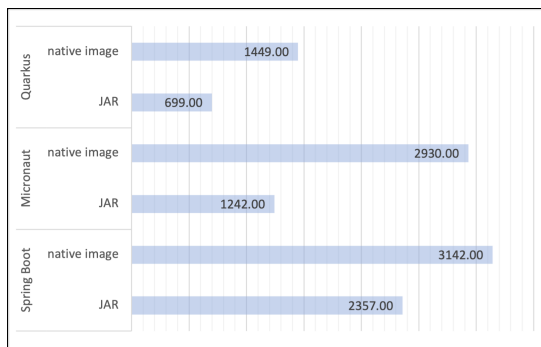 Quarkus
native image
1449.00
JAR
699.00
Micronaut
native image
2930.00
JAR
1242.00
Spring Boot
native image
3142.00
JAR
2357.00